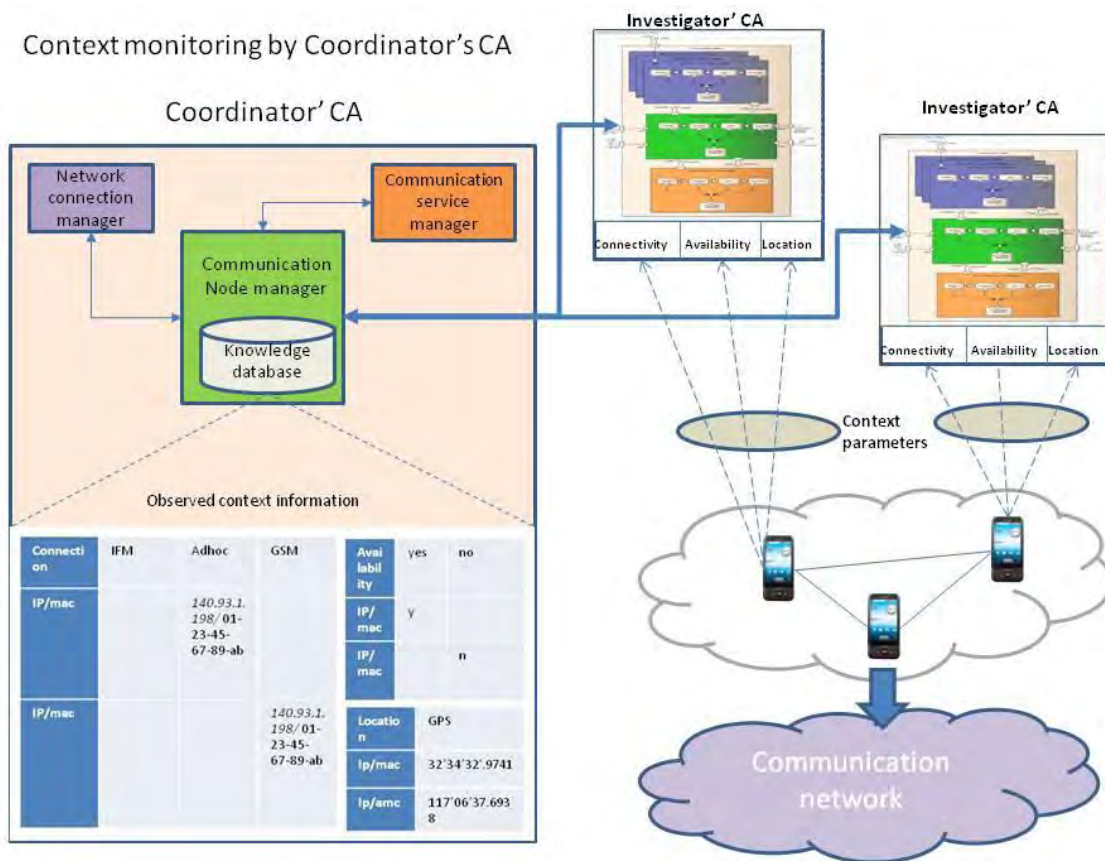 Context monitoring by Coordinator's CA
Coordinator' CA
Network
connection
manager
Communication
service
manager
Communication
Node manager
Knowledge
database
Observed context information
Connecti
on
IFM
Adhoc
GSM
IP/mac
140.93.1.
198/01-
23-45-
67-89-ab
IP/mac
140.93.1.
198/01-
23-45-
67-89-ab
Avai
labil
ity
yes
no
IP/
mac
y
IP/
mac
n
Locatio
n
GPS
Ip/mac
32'34'32'.9741
Ip/amc
117'06'37.693
8
Investigator' CA
Connectivity
Availability
Location
Investigator' CA
Connectivity
Availability
Location
Context
parameters
Communication
network